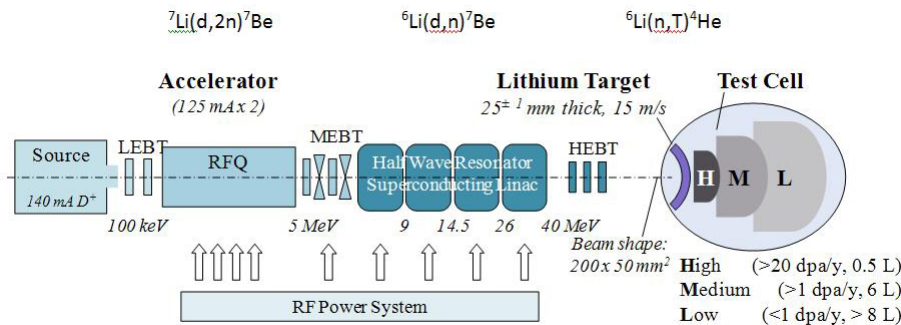 ⁷Li(d,2n)⁷Be ⁶Li(d,n)⁷Be ⁶Li(n,T)⁴He
Accelerator
(125 mA x 2)
Lithium Target
25± 1 mm thick, 15 m/s
Test Cell
Source
140 mA D⁺
LEBT
RFQ
MEBT
Half Wave Resonator
Superconducting Linac
HEBT
H M L
100 keV 5 MeV 9 14.5 26 40 MeV
Beam shape:
200 x 50 mm²
RF Power System
High (>20 dpa/y, 0.5 L)
Medium (>1 dpa/y, 6 L)
Low (<1 dpa/y, > 8 L)